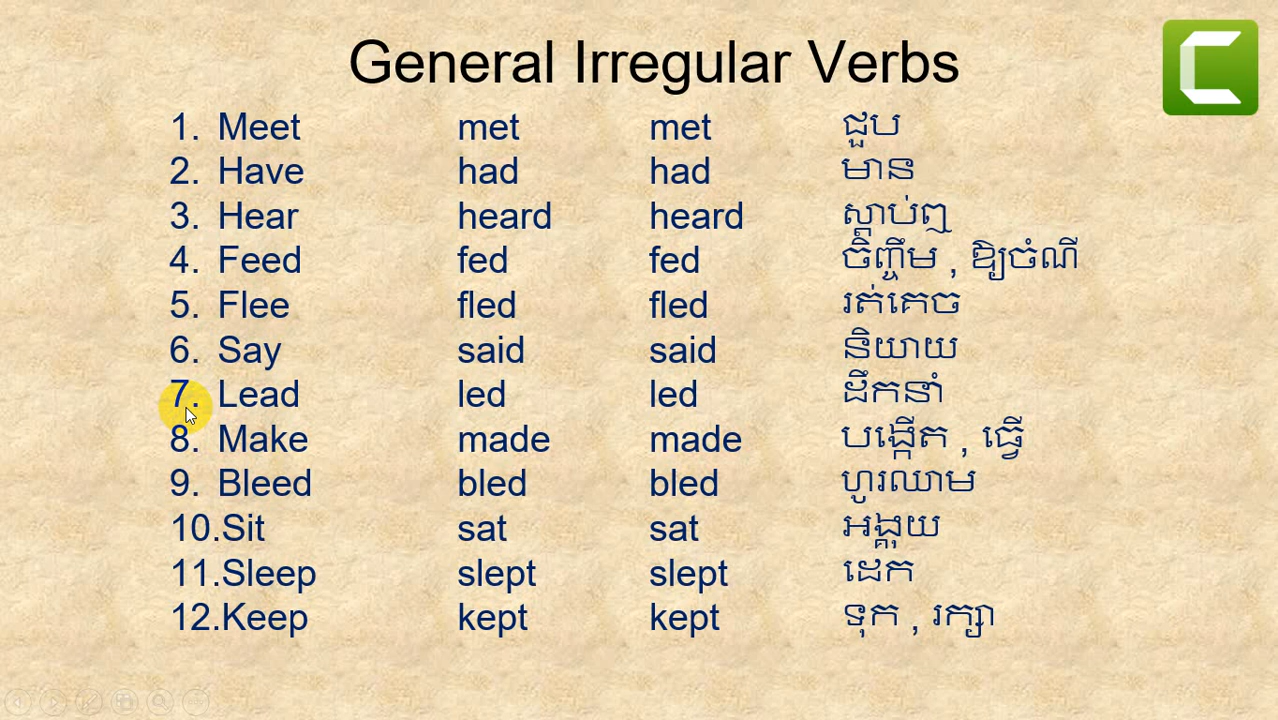 General Irregular Verbs
1. Meet met met ជួប
2. Have had had មាន
3. Hear heard heard ស្តាប់ឮ
4. Feed fed fed ចិញ្ចឹម , ឱ្យចំណី
5. Flee fled fled រត់គេច
6. Say said said និយាយ
7. Lead led led ដឹកនាំ
8. Make made made បង្កើត , ធ្វើ
9. Bleed bled bled ហូរឈាម
10.Sit sat sat អង្គុយ
11.Sleep slept slept ដេក
12.Keep kept kept ទុក , រក្សា